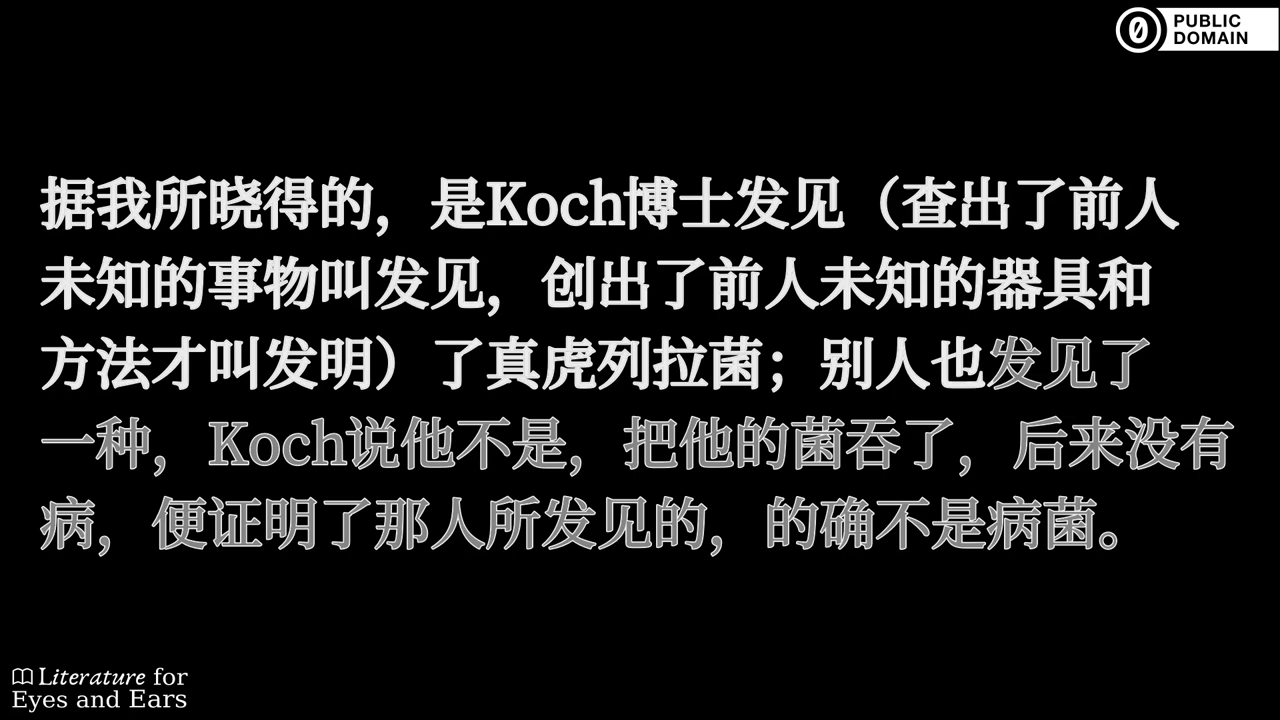 PUBLIC
DOMAIN
据我所晓得的，是Koch博士发见（查出了前人
未知的事物叫发见，创出了前人未知的器具和
方法才叫发明）了真虎列拉菌；别人也发见了
一种，Koch说他不是，把他的菌吞了，后来没有
病，便证明了那人所发见的，的确不是病菌。
Literature for
Eyes and Ears